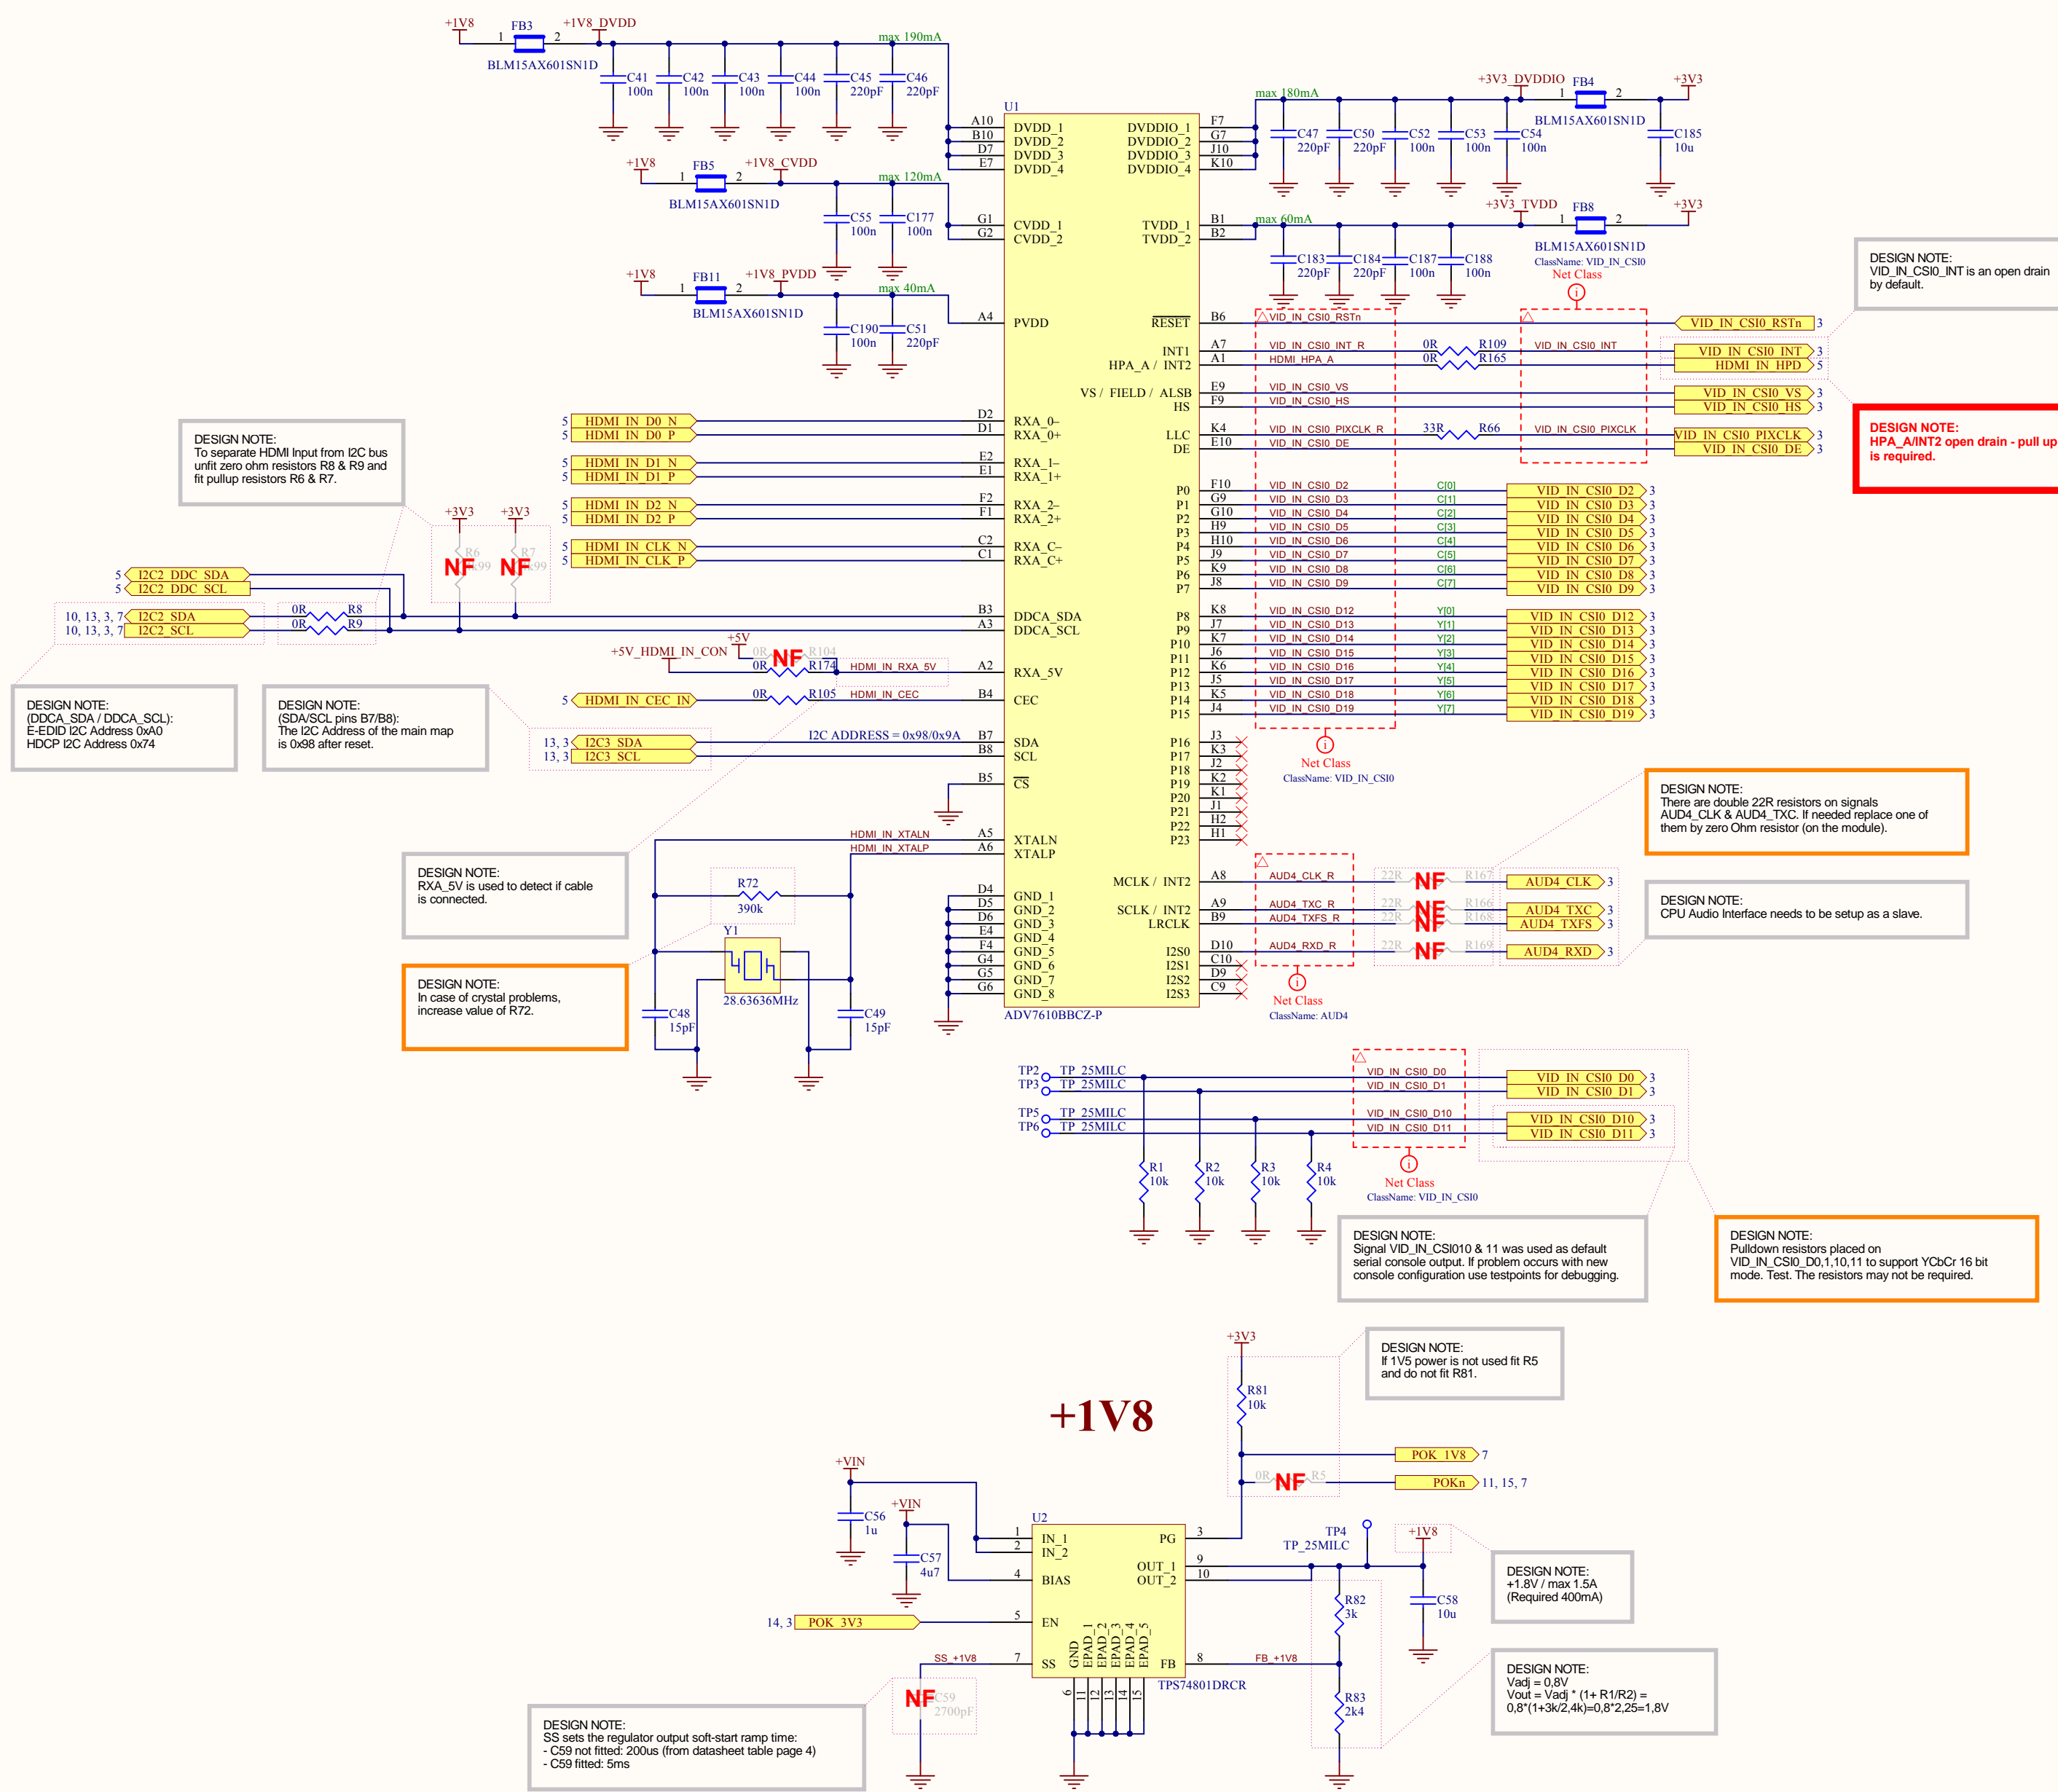 +1V8
FB3
+1V8_DVDD
1
2
BLM15AX601SN1D
max 190mA
C41
100n
C42
100n
C43
100n
C44
100n
C45
220pF
C46
220pF
+1V8
FB5
+1V8_CVDD
1
2
BLM15AX601SN1D
max 120mA
C55
100n
C177
100n
+1V8
FB11
+1V8_PVDD
1
2
BLM15AX601SN1D
max 40mA
C190
100n
C51
220pF
+3V3_DVDDIO
FB4
+3V3
max 180mA
1
2
BLM15AX601SN1D
C47
220pF
C50
220pF
C52
100n
C53
100n
C54
100n
C185
10u
+3V3_TVDD
FB8
+3V3
max 60mA
1
2
BLM15AX601SN1D
C183
220pF
C184
220pF
C187
100n
C188
100n
ClassName: VID_IN_CSI0
Net Class
U1
A10 DVDD_1
B10 DVDD_2
D7 DVDD_3
E7 DVDD_4
G1 CVDD_1
G2 CVDD_2
A4 PVDD
DVDDIO_1 F7
DVDDIO_2 G7
DVDDIO_3 J10
DVDDIO_4 K10
TVDD_1 B1
TVDD_2 B2
DESIGN NOTE:
VID_IN_CSI0_INT is an open drain
by default.
RESET B6 VID_IN_CSI0_RSTn VID_IN_CSI0_RSTn 3
INT1 A7 VID_IN_CSI0_INT_R 0R R109 VID_IN_CSI0_INT VID_IN_CSI0_INT 3
HPA_A / INT2 A1 HDMI_HPA_A 0R R165 HDMI_IN_HPD 5
VS / FIELD / ALSB E9 VID_IN_CSI0_VS VID_IN_CSI0_VS 3
HS F9 VID_IN_CSI0_HS VID_IN_CSI0_HS 3
LLC K4 VID_IN_CSI0_PIXCLK_R 33R R66 VID_IN_CSI0_PIXCLK VID_IN_CSI0_PIXCLK 3
DE E10 VID_IN_CSI0_DE VID_IN_CSI0_DE 3
DESIGN NOTE:
HPA_A/INT2 open drain - pull up
is required.
DESIGN NOTE:
To separate HDMI Input from I2C bus
unfit zero ohm resistors R8 & R9 and
fit pullup resistors R6 & R7.
5 HDMI_IN_D0_N D2 RXA_0–
5 HDMI_IN_D0_P D1 RXA_0+
5 HDMI_IN_D1_N E2 RXA_1–
5 HDMI_IN_D1_P E1 RXA_1+
5 HDMI_IN_D2_N F2 RXA_2–
5 HDMI_IN_D2_P F1 RXA_2+
5 HDMI_IN_CLK_N C2 RXA_C–
5 HDMI_IN_CLK_P C1 RXA_C+
+3V3
+3V3
R6
NF
R7
NF
5 I2C2_DDC_SDA
5 I2C2_DDC_SCL
10, 13, 3, 7 I2C2_SDA 0R R8 B3 DDCA_SDA
10, 13, 3, 7 I2C2_SCL 0R R9 A3 DDCA_SCL
+5V
+5V_HDMI_IN_CON
0R NF R104
0R R174 HDMI_IN_RXA_5V A2 RXA_5V
5 HDMI_IN_CEC_IN 0R R105 HDMI_IN_CEC B4 CEC
13, 3 I2C3_SDA I2C ADDRESS = 0x98/0x9A B7 SDA
13, 3 I2C3_SCL B8 SCL
B5 CS
DESIGN NOTE:
(DDCA_SDA / DDCA_SCL):
E-EDID I2C Address 0xA0
HDCP I2C Address 0x74
DESIGN NOTE:
(SDA/SCL pins B7/B8):
The I2C Address of the main map
is 0x98 after reset.
P0 F10 VID_IN_CSI0_D2 C[0] VID_IN_CSI0_D2 3
P1 G9 VID_IN_CSI0_D3 C[1] VID_IN_CSI0_D3 3
P2 G10 VID_IN_CSI0_D4 C[2] VID_IN_CSI0_D4 3
P3 H9 VID_IN_CSI0_D5 C[3] VID_IN_CSI0_D5 3
P4 H10 VID_IN_CSI0_D6 C[4] VID_IN_CSI0_D6 3
P5 J9 VID_IN_CSI0_D7 C[5] VID_IN_CSI0_D7 3
P6 K9 VID_IN_CSI0_D8 C[6] VID_IN_CSI0_D8 3
P7 J8 VID_IN_CSI0_D9 C[7] VID_IN_CSI0_D9 3
P8 K8 VID_IN_CSI0_D12 Y[0] VID_IN_CSI0_D12 3
P9 J7 VID_IN_CSI0_D13 Y[1] VID_IN_CSI0_D13 3
P10 K7 VID_IN_CSI0_D14 Y[2] VID_IN_CSI0_D14 3
P11 J6 VID_IN_CSI0_D15 Y[3] VID_IN_CSI0_D15 3
P12 K6 VID_IN_CSI0_D16 Y[4] VID_IN_CSI0_D16 3
P13 J5 VID_IN_CSI0_D17 Y[5] VID_IN_CSI0_D17 3
P14 K5 VID_IN_CSI0_D18 Y[6] VID_IN_CSI0_D18 3
P15 J4 VID_IN_CSI0_D19 Y[7] VID_IN_CSI0_D19 3
P16 J3
P17 K3
P18 J2
P19 K2
P20 K1
P21 J1
P22 H2
P23 H1
Net Class
ClassName: VID_IN_CSI0
DESIGN NOTE:
There are double 22R resistors on signals
AUD4_CLK & AUD4_TXC. If needed replace one of
them by zero Ohm resistor (on the module).
DESIGN NOTE:
CPU Audio Interface needs to be setup as a slave.
MCLK / INT2 A8 AUD4_CLK_R 22R NF R167 AUD4_CLK 3
SCLK / INT2 A9 AUD4_TXC_R 22R NF R166 AUD4_TXC 3
LRCLK B9 AUD4_TXFS_R 22R NF R168 AUD4_TXFS 3
I2S0 D10 AUD4_RXD_R 22R NF R169 AUD4_RXD 3
I2S1 C10
I2S2 D9
I2S3 C9
Net Class
ClassName: AUD4
DESIGN NOTE:
RXA_5V is used to detect if cable
is connected.
DESIGN NOTE:
In case of crystal problems,
increase value of R72.
HDMI_IN_XTALN A5 XTALN
HDMI_IN_XTALP A6 XTALP
R72
390k
Y1
28.63636MHz
C48
15pF
C49
15pF
D4 GND_1
D5 GND_2
D6 GND_3
E4 GND_4
F4 GND_5
G4 GND_6
G5 GND_7
G6 GND_8
ADV7610BBCZ-P
TP2 TP_25MILC VID_IN_CSI0_D0 VID_IN_CSI0_D0 3
TP3 TP_25MILC VID_IN_CSI0_D1 VID_IN_CSI0_D1 3
TP5 TP_25MILC VID_IN_CSI0_D10 VID_IN_CSI0_D10 3
TP6 TP_25MILC VID_IN_CSI0_D11 VID_IN_CSI0_D11 3
R1
10k
R2
10k
R3
10k
R4
10k
Net Class
ClassName: VID_IN_CSI0
DESIGN NOTE:
Signal VID_IN_CSI010 & 11 was used as default
serial console output. If problem occurs with new
console configuration use testpoints for debugging.
DESIGN NOTE:
Pulldown resistors placed on
VID_IN_CSI0_D0,1,10,11 to support YCbCr 16 bit
mode. Test. The resistors may not be required.
+1V8
+3V3
R81
10k
DESIGN NOTE:
If 1V5 power is not used fit R5
and do not fit R81.
POK_1V8 7
0R NF R5 POKn 11, 15, 7
+VIN
C56
1u
+VIN
C57
4u7
U2
1 IN_1
2 IN_2
4 BIAS
14, 3 POK_3V3 5 EN
SS_+1V8 7 SS
PG 3
OUT_1 9
OUT_2 10
FB 8 FB_+1V8
GND 6
EPAD_1 11
EPAD_2 12
EPAD_3 13
EPAD_4 14
EPAD_5 15
TPS74801DRCR
TP4
TP_25MILC
+1V8
R82
3k
R83
2k4
C58
10u
NF C59
2700pF
DESIGN NOTE:
+1.8V / max 1.5A
(Required 400mA)
DESIGN NOTE:
Vadj = 0,8V
Vout = Vadj * (1+ R1/R2) =
0,8*(1+3k/2,4k)=0,8*2,25=1,8V
DESIGN NOTE:
SS sets the regulator output soft-start ramp time:
- C59 not fitted: 200us (from datasheet table page 4)
- C59 fitted: 5ms